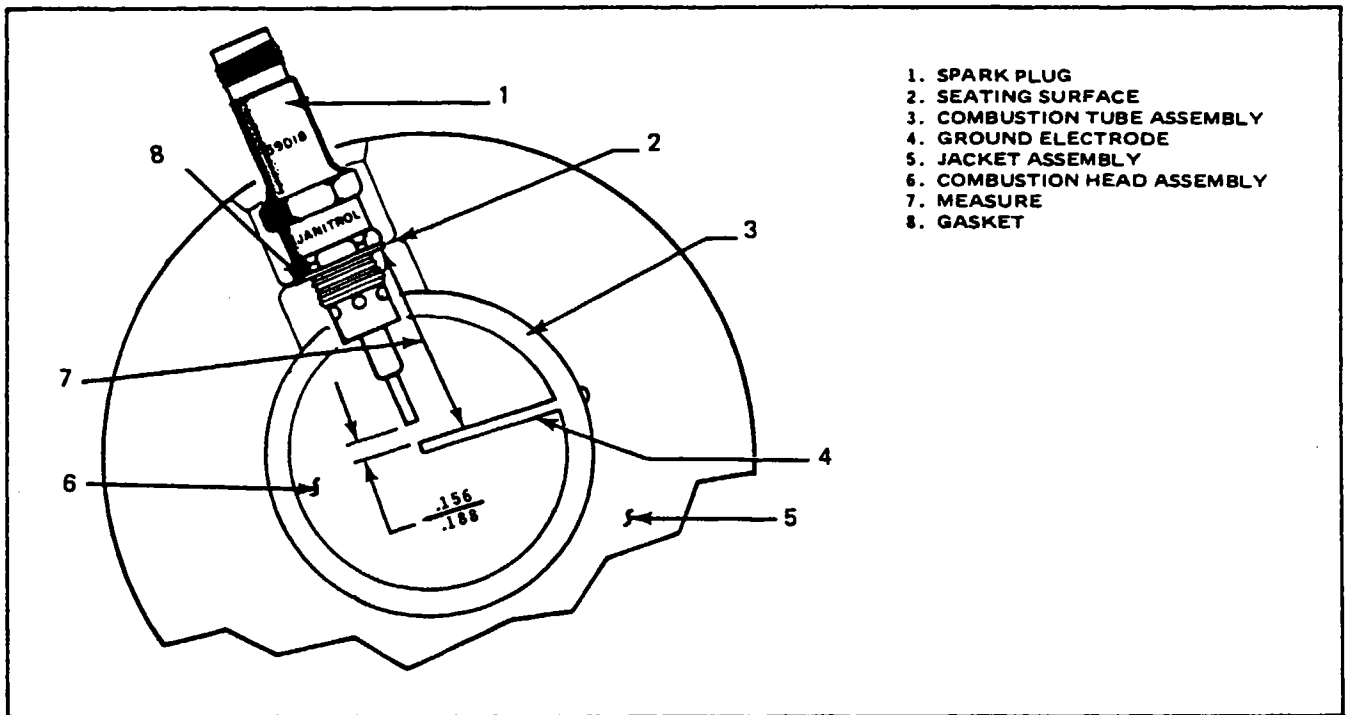 1. SPARK PLUG
2. SEATING SURFACE
3. COMBUSTION TUBE ASSEMBLY
4. GROUND ELECTRODE
5. JACKET ASSEMBLY
6. COMBUSTION HEAD ASSEMBLY
7. MEASURE
8. GASKET
1
8
39D18
2
JANITROL
3
7
4
6
.156
.188
5